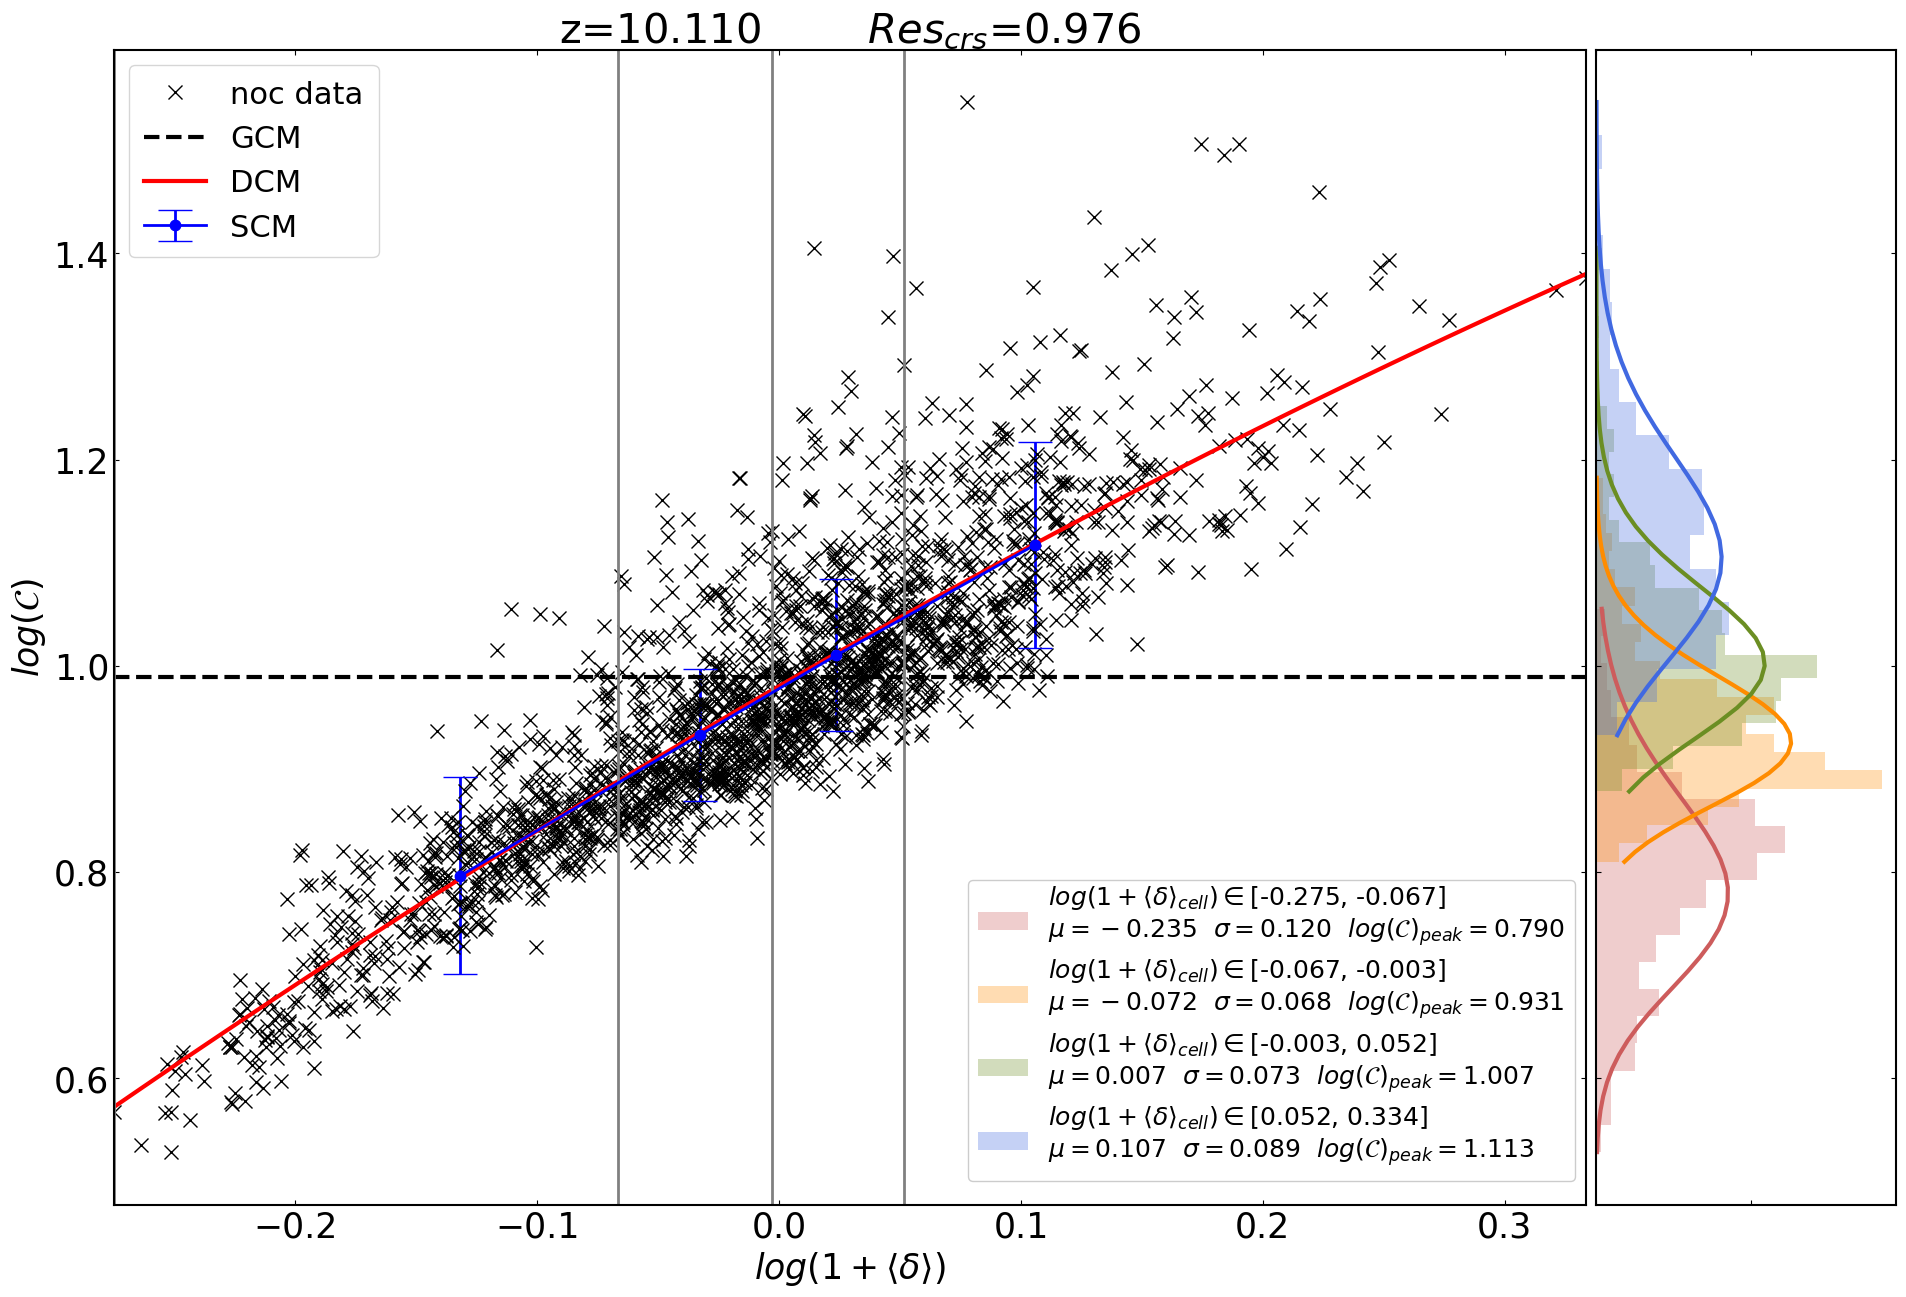 z=10.110 Res_crs=0.976
noc data
GCM
DCM
SCM
log(𝒞)
1.4
1.2
1.0
0.8
0.6
−0.2 −0.1 0.0 0.1 0.2 0.3
log(1 + ⟨δ⟩)
log(1 + ⟨δ⟩_cell) ∈ [-0.275, -0.067]
μ = −0.235 σ = 0.120 log(𝒞)_peak = 0.790
log(1 + ⟨δ⟩_cell) ∈ [-0.067, -0.003]
μ = −0.072 σ = 0.068 log(𝒞)_peak = 0.931
log(1 + ⟨δ⟩_cell) ∈ [-0.003, 0.052]
μ = 0.007 σ = 0.073 log(𝒞)_peak = 1.007
log(1 + ⟨δ⟩_cell) ∈ [0.052, 0.334]
μ = 0.107 σ = 0.089 log(𝒞)_peak = 1.113